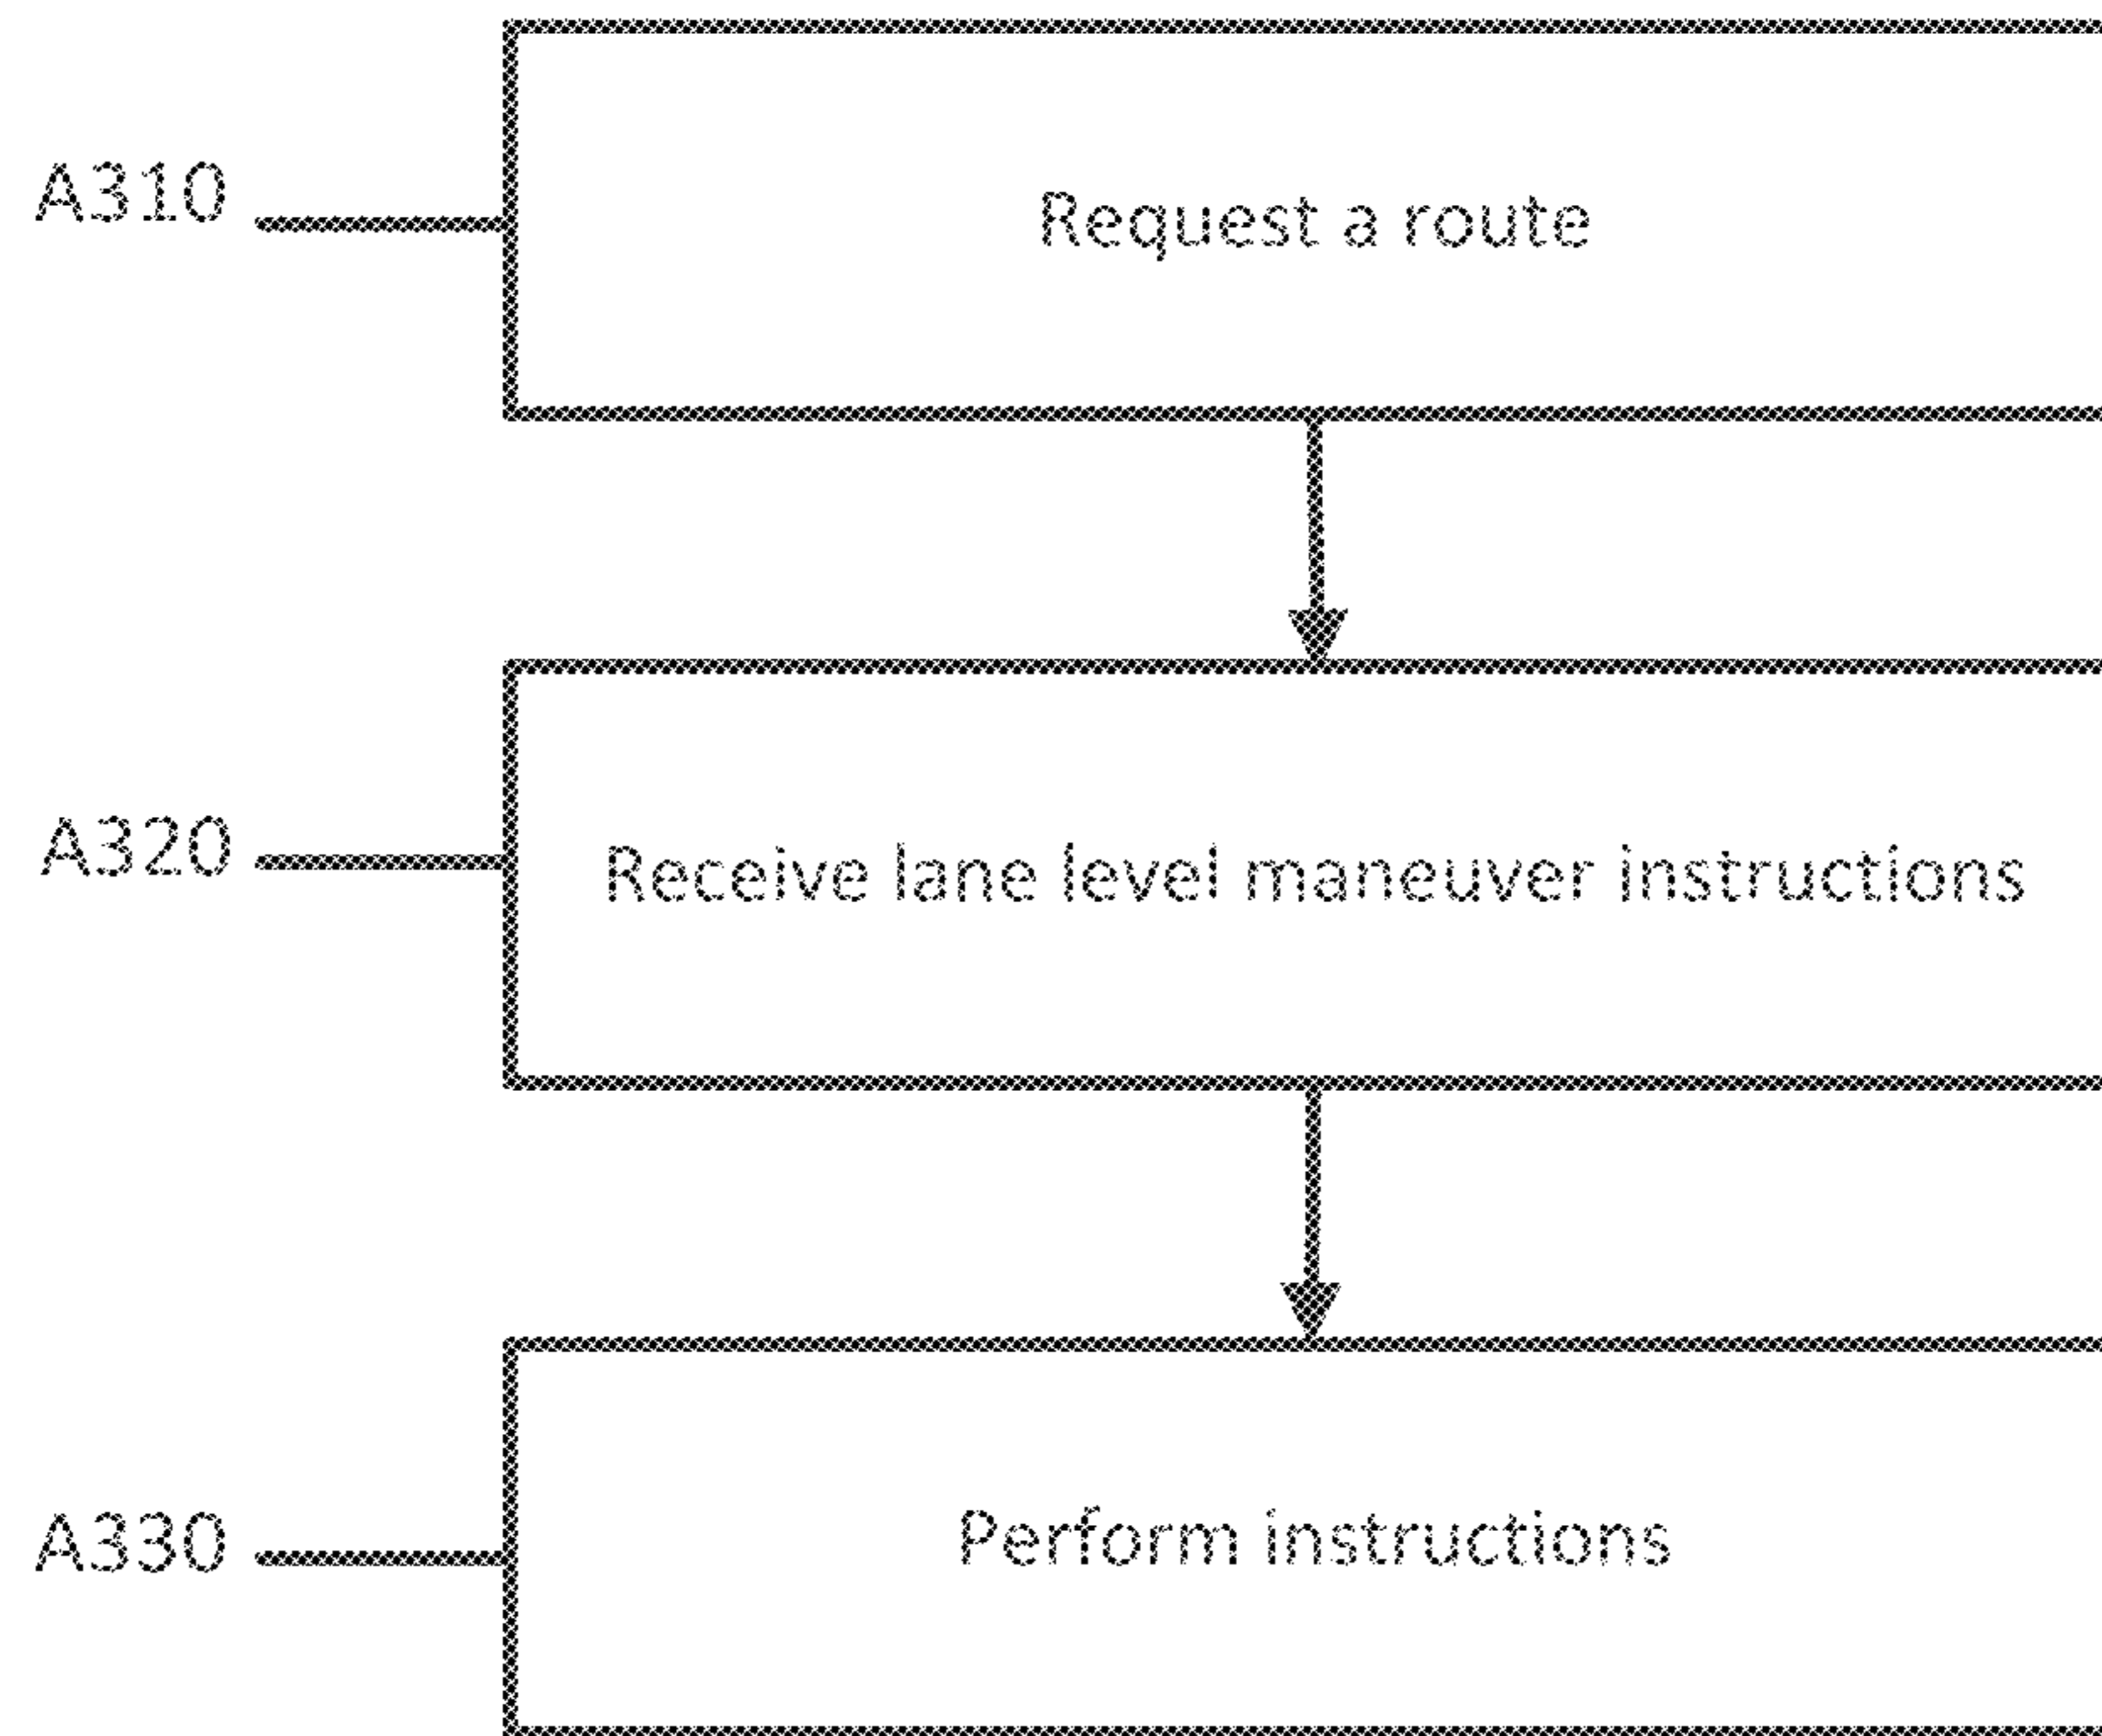 A310
Request a route
A320
Receive lane level maneuver instructions
A330
Perform instructions